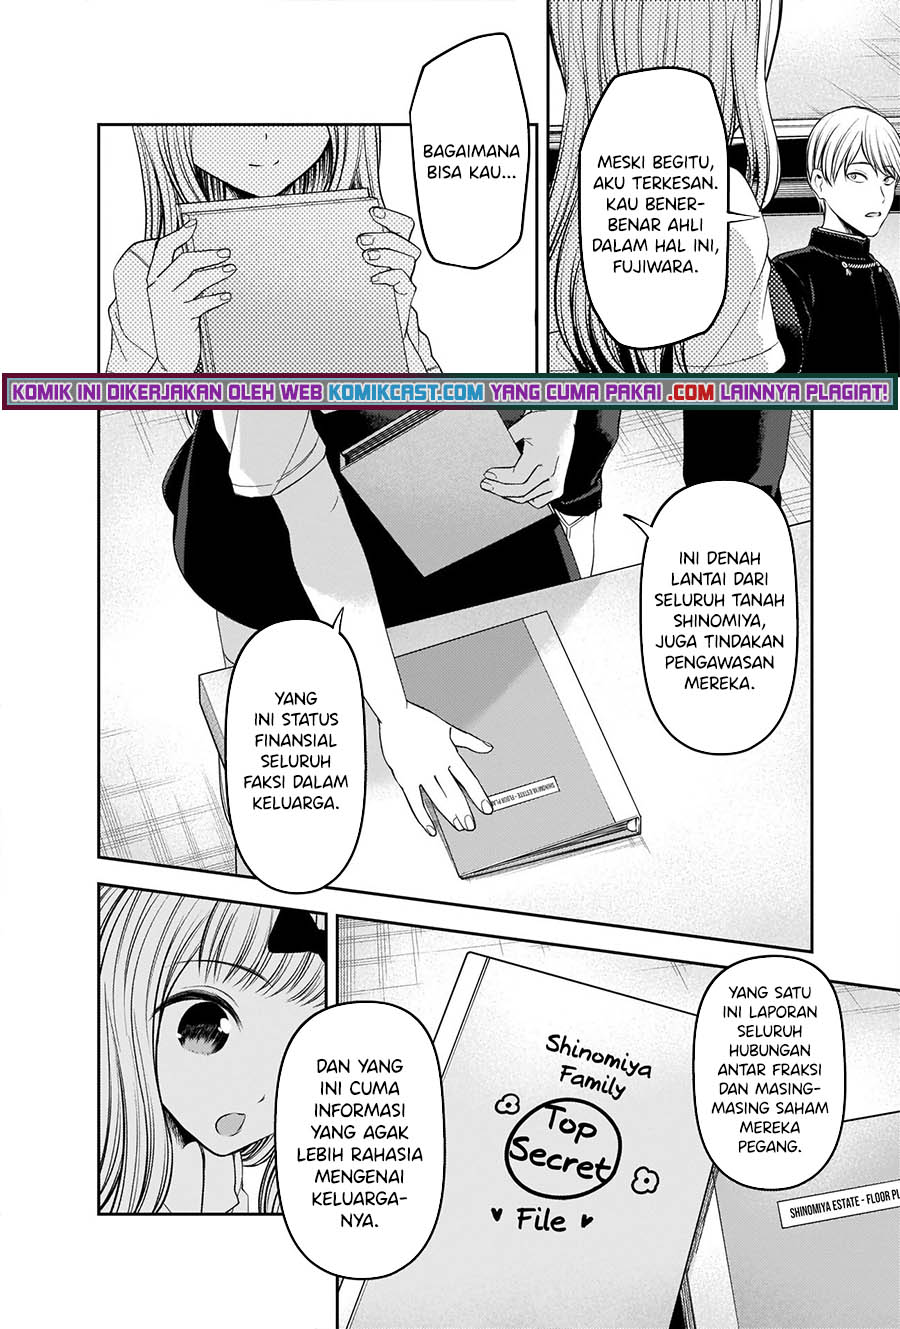 MESKI BEGITU,
AKU TERKESAN.
KAU BENER-
BENAR AHLI
DALAM HAL INI,
FUJIWARA.
BAGAIMANA
BISA KAU...
KOMIK INI DIKERJAKAN OLEH WEB KOMIKCAST.COM YANG CUMA PAKAI .COM LAINNYA PLAGIAT!
INI DENAH
LANTAI DARI
SELURUH TANAH
SHINOMIYA,
JUGA TINDAKAN
PENGAWASAN
MEREKA.
YANG
INI STATUS
FINANSIAL
SELURUH
FAKSI DALAM
KELUARGA.
SHINOMIYA ESTATE - FLOOR PLA
YANG SATU
INI LAPORAN
SELURUH
HUBUNGAN
ANTAR FRAKSI
DAN MASING-
MASING SAHAM
MEREKA
PEGANG.
Shinomiya
Family
Top
Secret
File
SHINOMIYA ESTATE - FLOOR PL
DAN YANG
INI CUMA
INFORMASI
YANG AGAK
LEBIH RAHASIA
MENGENAI
KELUARGA-
NYA.